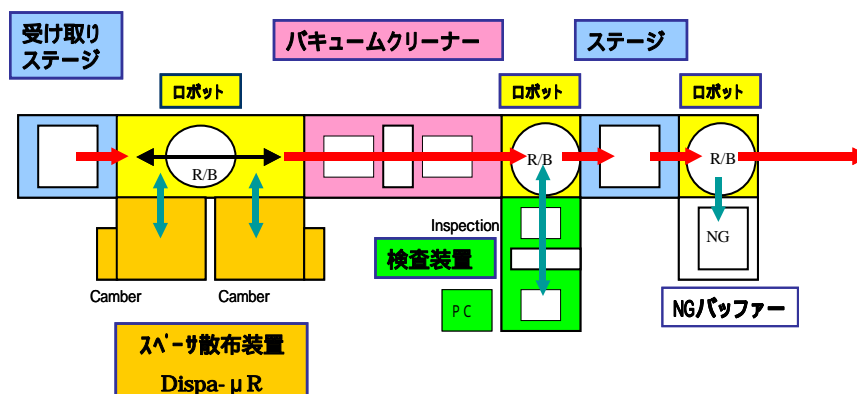 受け取り
ステージ
バキュームクリーナー
ステージ
ロボット
ロボット
ロボット
R/B
R/B
R/B
Inspection
検査装置
NG
Camber
Camber
PC
NGバッファー
スペーサ散布装置
Dispa-μR